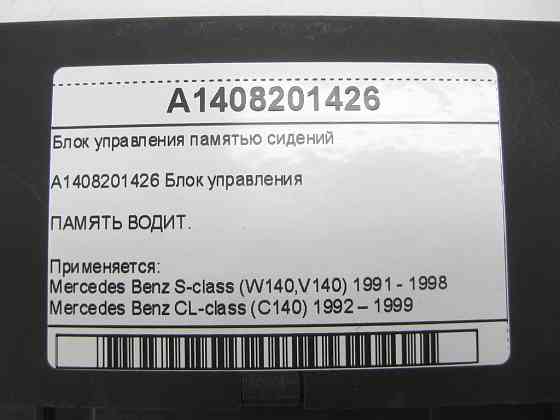 A1408201426
Блок управления памятью сидений
A1408201426 Блок управления
ПАМЯТЬ ВОДИТ.
Применяется:
Mercedes Benz S-class (W140,V140) 1991 - 1998
Mercedes Benz CL-class (C140) 1992 – 1999